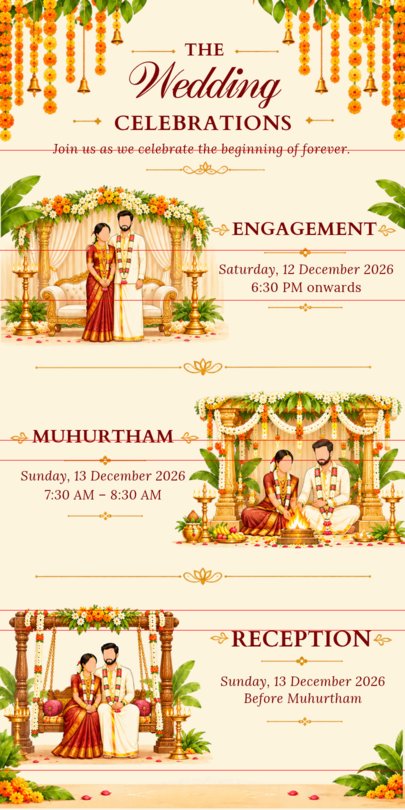 THE
Wedding
CELEBRATIONS
Join us as we celebrate the beginning of forever.
ENGAGEMENT
Saturday, 12 December 2026
6:30 PM onwards
MUHURTHAM
Sunday, 13 December 2026
7:30 AM – 8:30 AM
RECEPTION
Sunday, 13 December 2026
Before Muhurtham